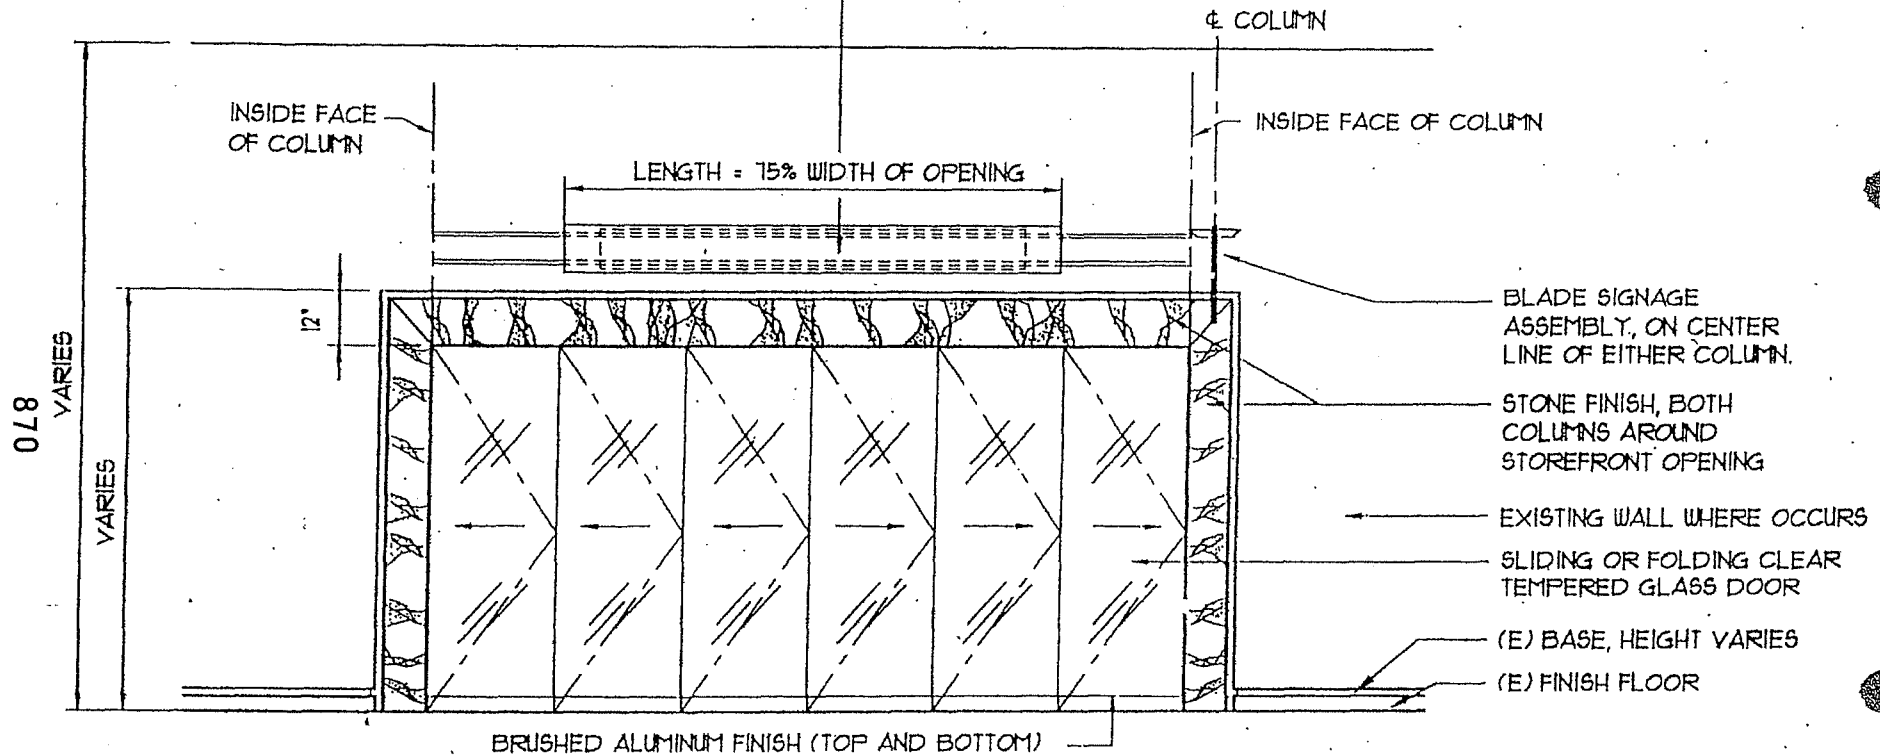 ℄ COLUMN
INSIDE FACE
OF COLUMN
INSIDE FACE OF COLUMN
LENGTH = 75% WIDTH OF OPENING
12"
VARIES
VARIES
870
BLADE SIGNAGE
ASSEMBLY, ON CENTER
LINE OF EITHER COLUMN.
STONE FINISH, BOTH
COLUMNS AROUND
STOREFRONT OPENING
EXISTING WALL WHERE OCCURS
SLIDING OR FOLDING CLEAR
TEMPERED GLASS DOOR
(E) BASE, HEIGHT VARIES
(E) FINISH FLOOR
BRUSHED ALUMINUM FINISH (TOP AND BOTTOM)